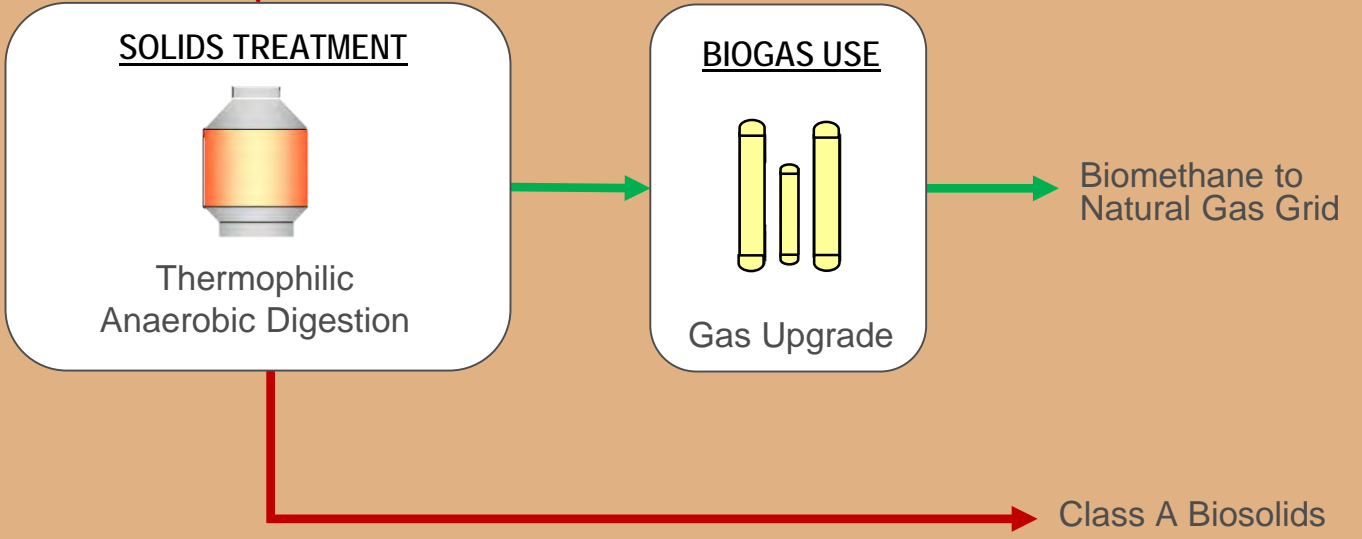 SOLIDS TREATMENT
Thermophilic
Anaerobic Digestion
BIOGAS USE
Gas Upgrade
Biomethane to
Natural Gas Grid
Class A Biosolids